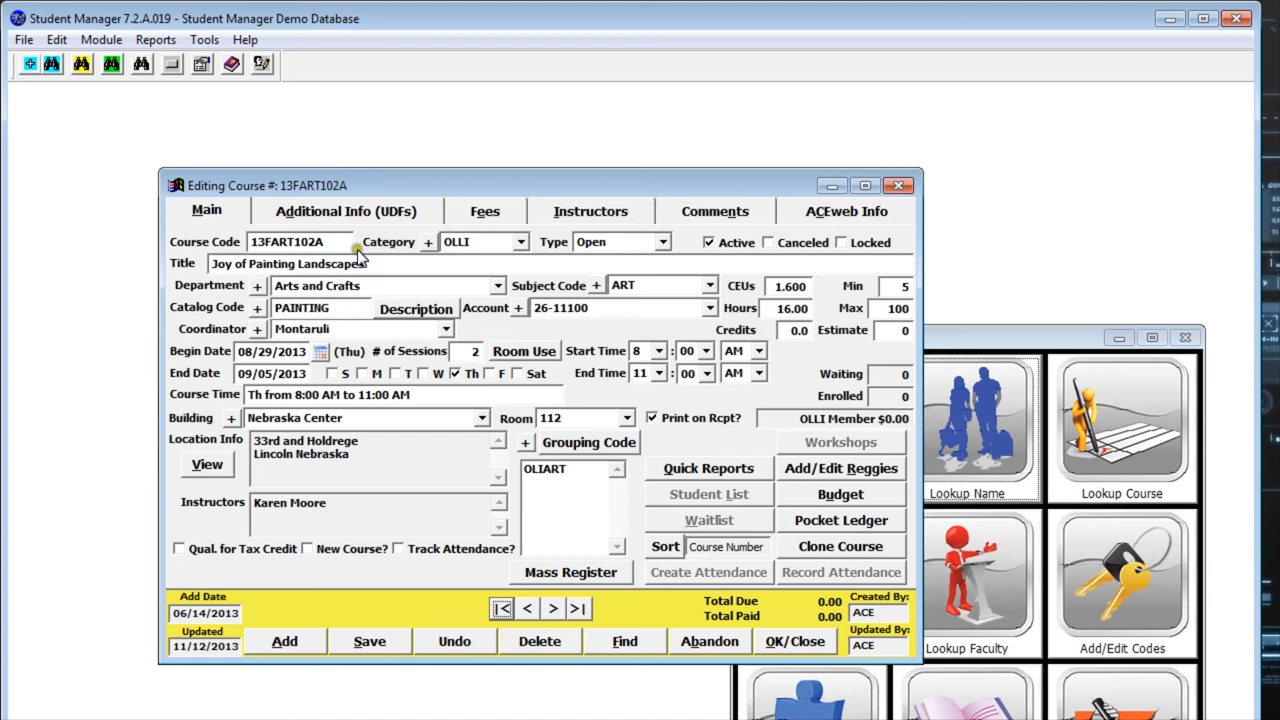 Student Manager 7.2.A.019 - Student Manager Demo Database
File Edit Module Reports Tools Help
Editing Course #: 13FART102A
Main Additional Info (UDFs) Fees Instructors Comments ACEweb Info
Course Code 13FART102A Category + OLLI Type Open Active Canceled Locked
Title Joy of Painting Landscapes
Department + Arts and Crafts Subject Code + ART CEUs 1.600 Min 5
Catalog Code + PAINTING Description Account + 26-11100 Hours 16.00 Max 100
Coordinator + Montaruli Credits 0.0 Estimate 0
Begin Date 08/29/2013 (Thu) # of Sessions 2 Room Use Start Time 8 : 00 AM
End Date 09/05/2013 S M T W Th F Sat End Time 11 : 00 AM Waiting 0
Course Time Th from 8:00 AM to 11:00 AM Enrolled 0
Building + Nebraska Center Room 112 Print on Rcpt? OLLI Member $0.00
Location Info 33rd and Holdrege + Grouping Code Workshops
Lincoln Nebraska
View OLIART Quick Reports Add/Edit Reggies
Student List Budget
Instructors Karen Moore
Waitlist Pocket Ledger
Qual. for Tax Credit New Course? Track Attendance? Sort Course Number Clone Course
Mass Register Create Attendance Record Attendance
Add Date |< < > >| Total Due 0.00 Created By:
06/14/2013 Total Paid 0.00 ACE
Updated Updated By:
11/12/2013 Add Save Undo Delete Find Abandon OK/Close ACE
Lookup Name Lookup Course
Lookup Faculty Add/Edit Codes